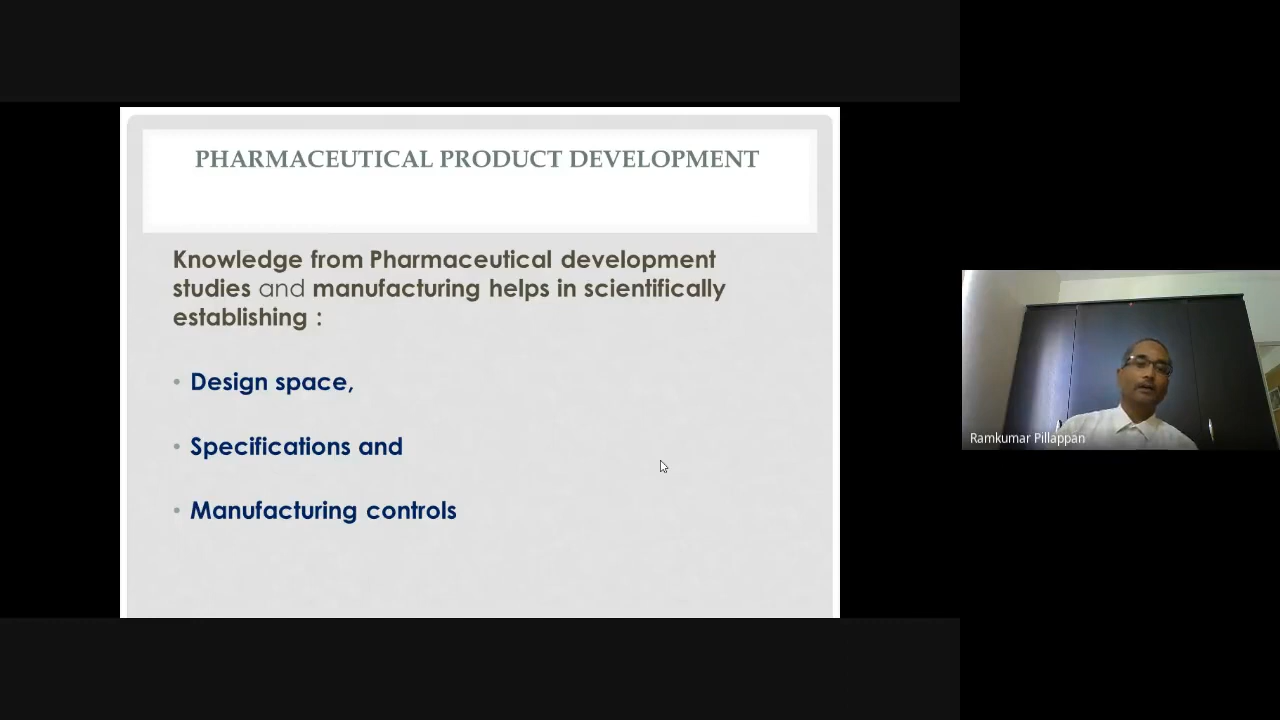 PHARMACEUTICAL PRODUCT DEVELOPMENT
Knowledge from Pharmaceutical development
studies and manufacturing helps in scientifically
establishing :
• Design space,
• Specifications and
• Manufacturing controls
Ramkumar Pillappan